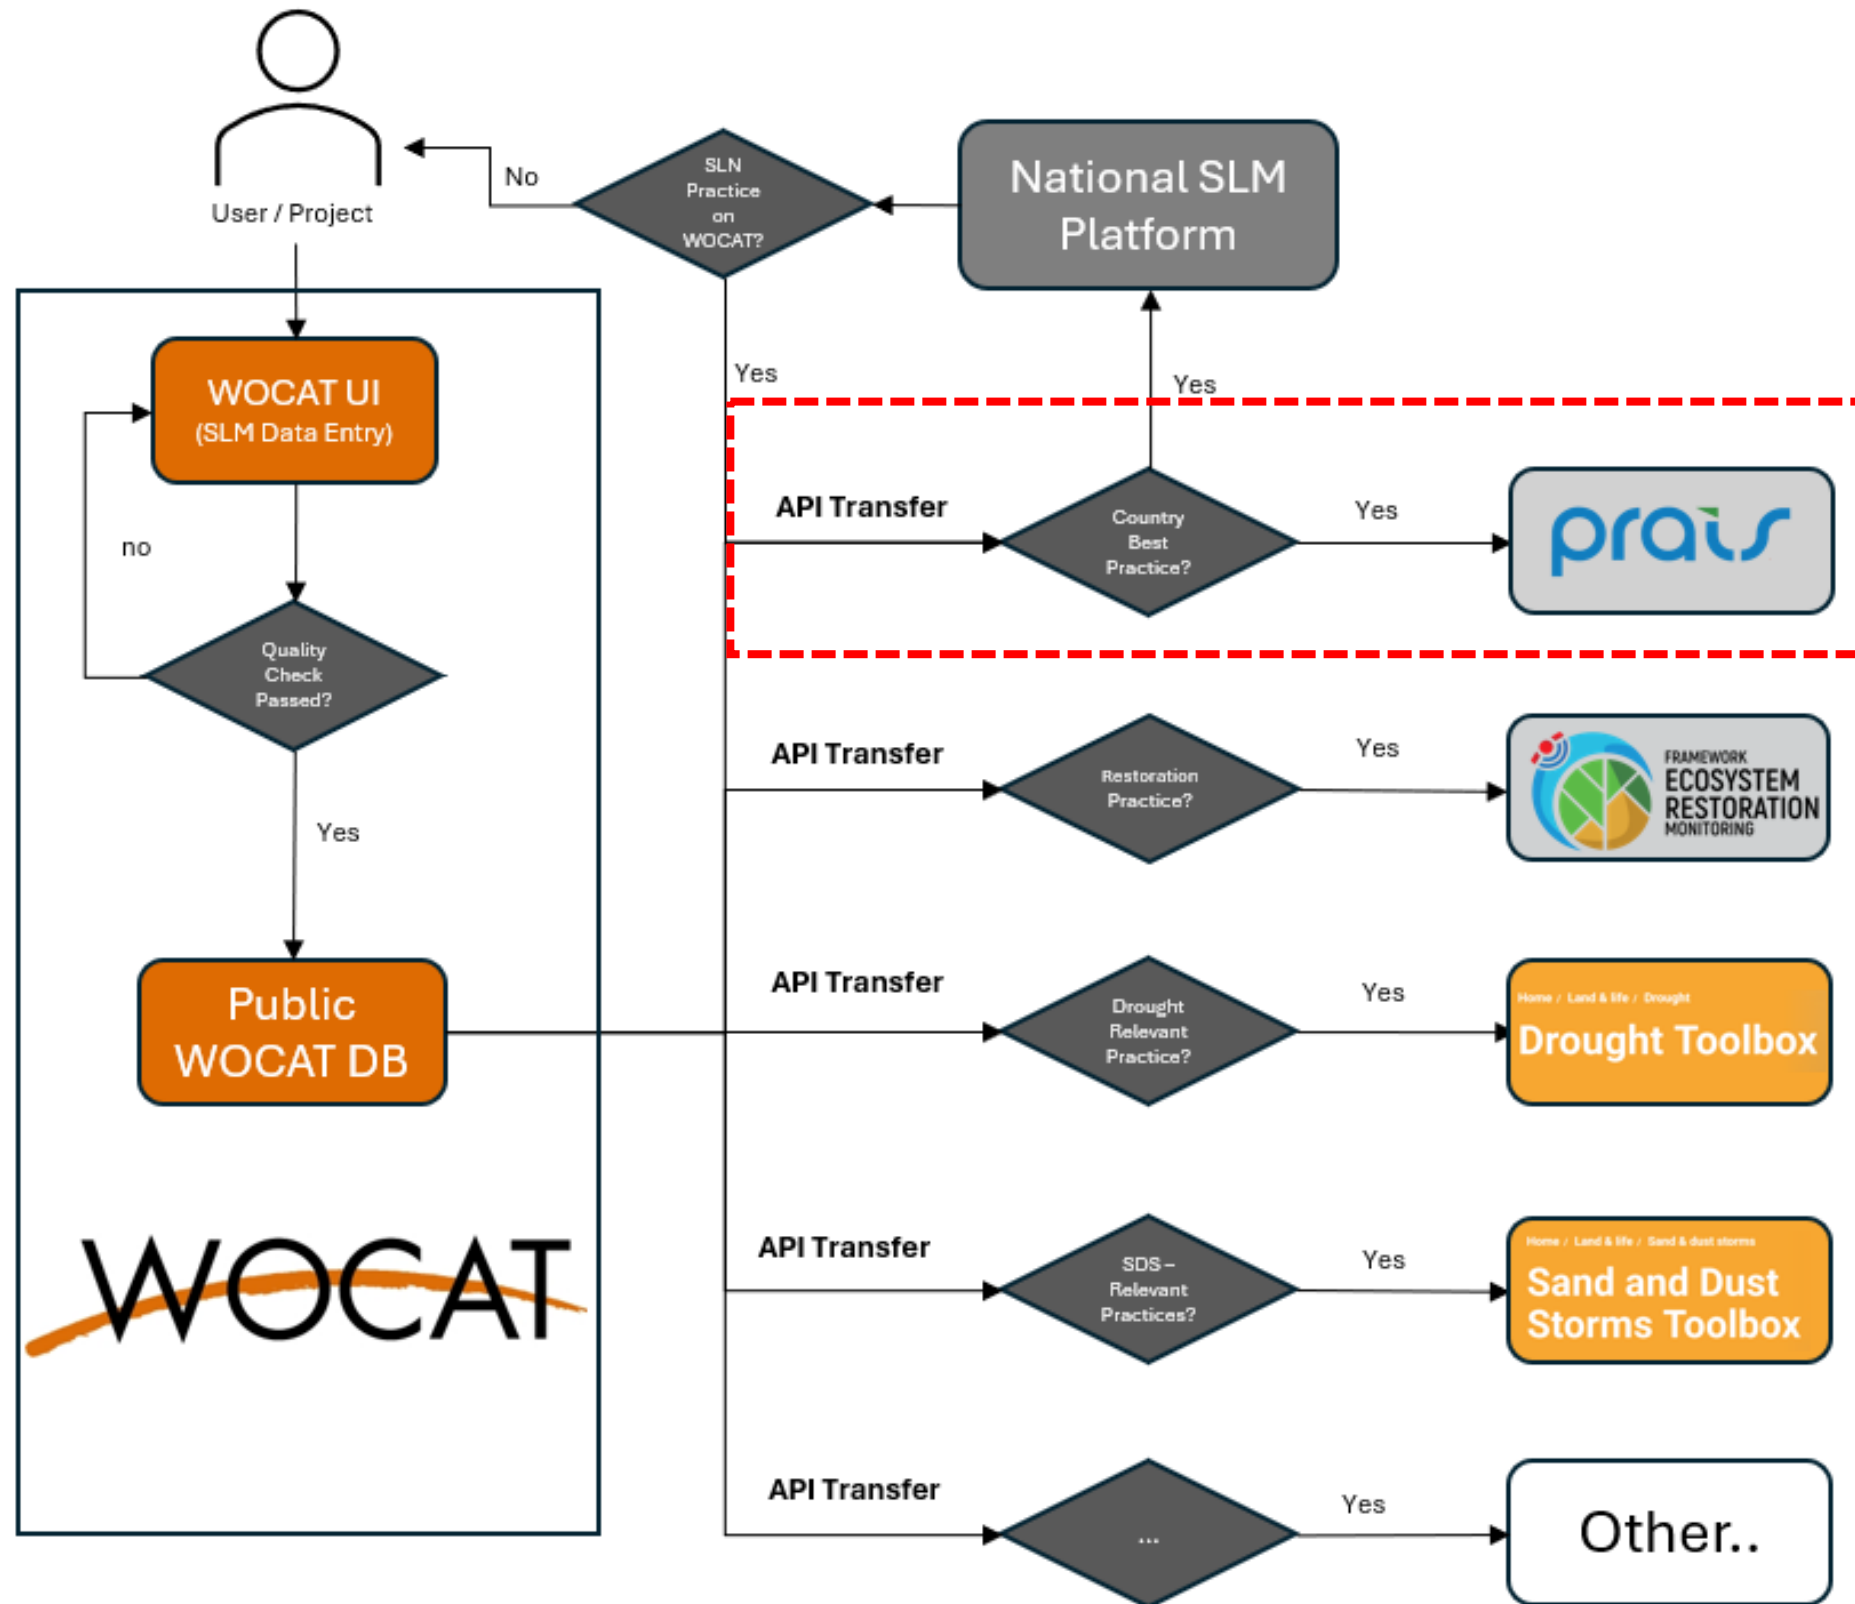 User / Project
No
SLN
Practice
on
WOCAT?
National SLM
Platform
WOCAT UI
(SLM Data Entry)
no
Quality
Check
Passed?
Yes
Public
WOCAT DB
WOCAT
Yes
Yes
API Transfer
Country
Best
Practice?
Yes
prais
API Transfer
Restoration
Practice?
Yes
FRAMEWORK
ECOSYSTEM
RESTORATION
MONITORING
API Transfer
Drought
Relevant
Practice?
Yes
Home / Land & life / Drought
Drought Toolbox
API Transfer
SDS –
Relevant
Practices?
Yes
Home / Land & life / Sand & dust storms
Sand and Dust
Storms Toolbox
API Transfer
...
Yes
Other..